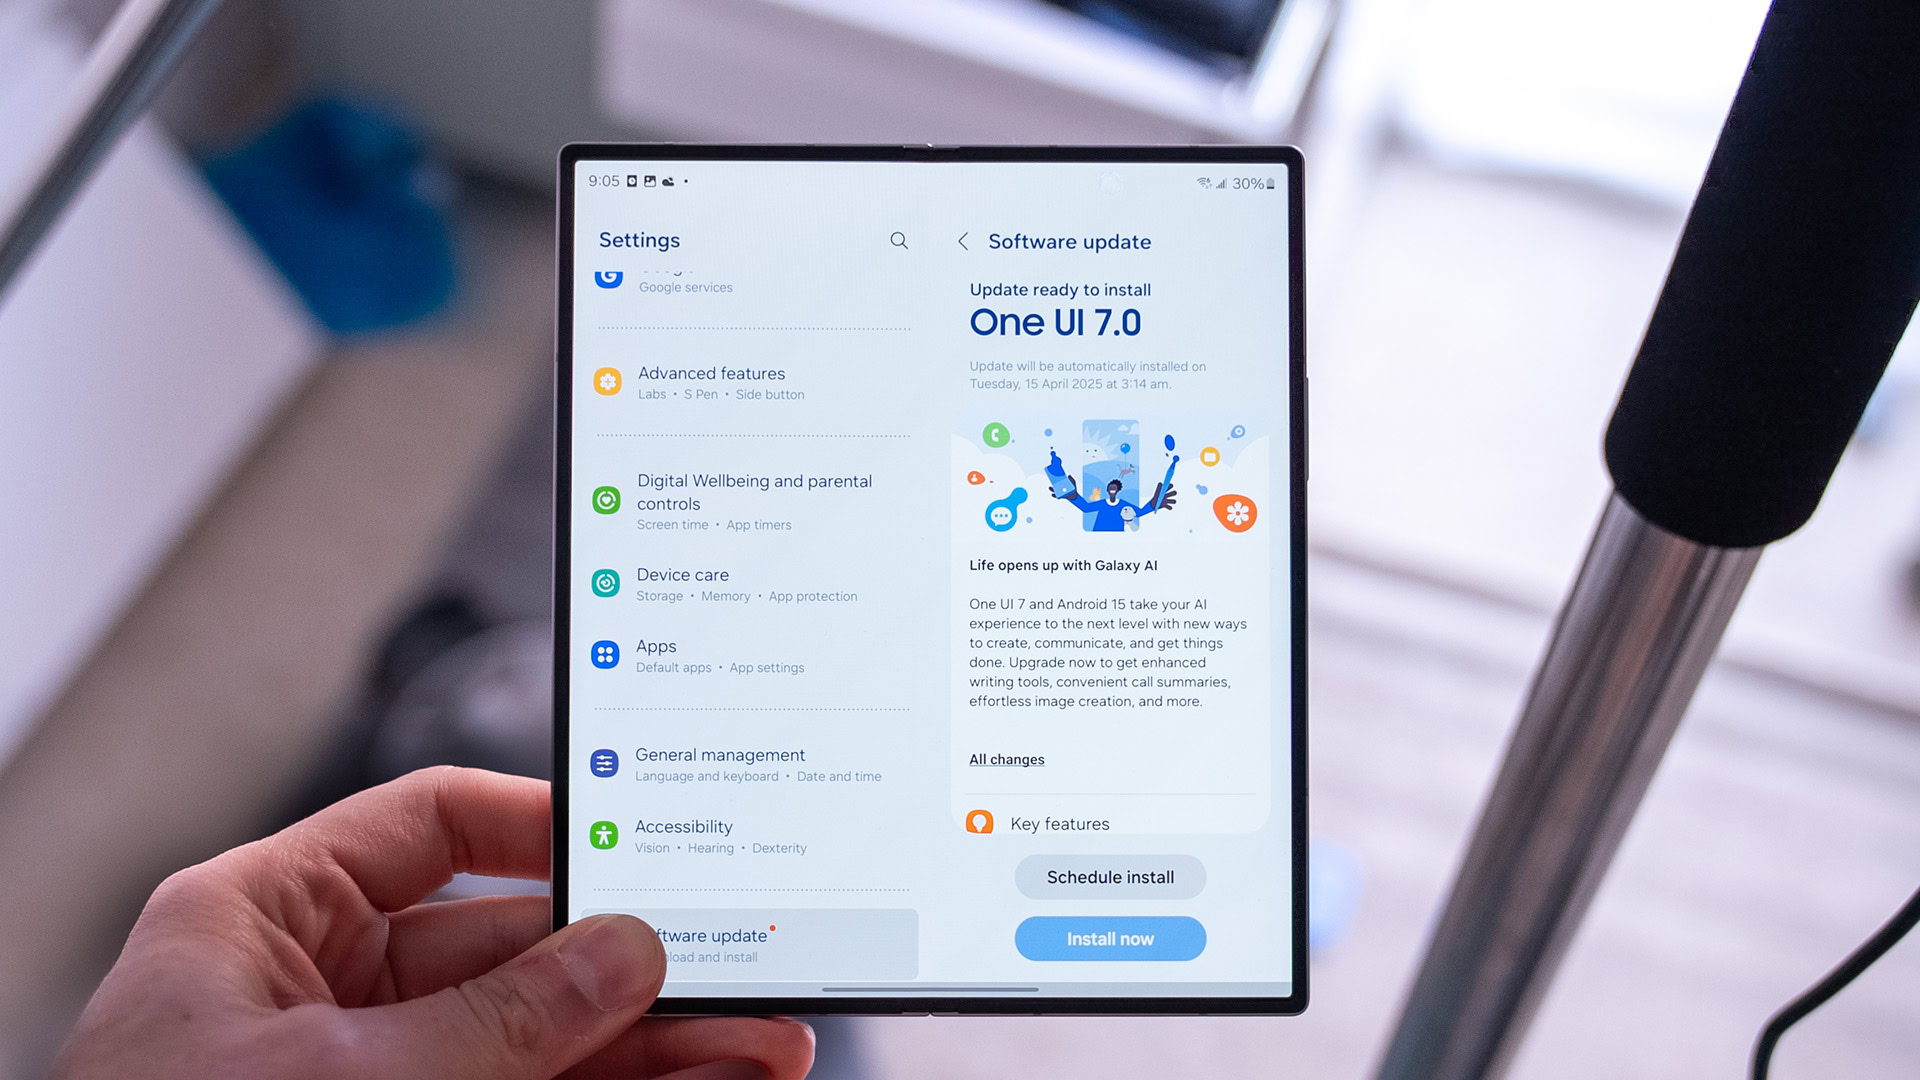 9:05
30%
Settings
Google services
Advanced features
Labs • S Pen • Side button
Digital Wellbeing and parental
controls
Screen time • App timers
Device care
Storage • Memory • App protection
Apps
Default apps • App settings
General management
Language and keyboard • Date and time
Accessibility
Vision • Hearing • Dexterity
ftware update
load and install
Software update
Update ready to install
One UI 7.0
Update will be automatically installed on
Tuesday, 15 April 2025 at 3:14 am.
Life opens up with Galaxy AI
One UI 7 and Android 15 take your AI
experience to the next level with new ways
to create, communicate, and get things
done. Upgrade now to get enhanced
writing tools, convenient call summaries,
effortless image creation, and more.
All changes
Key features
Schedule install
Install now